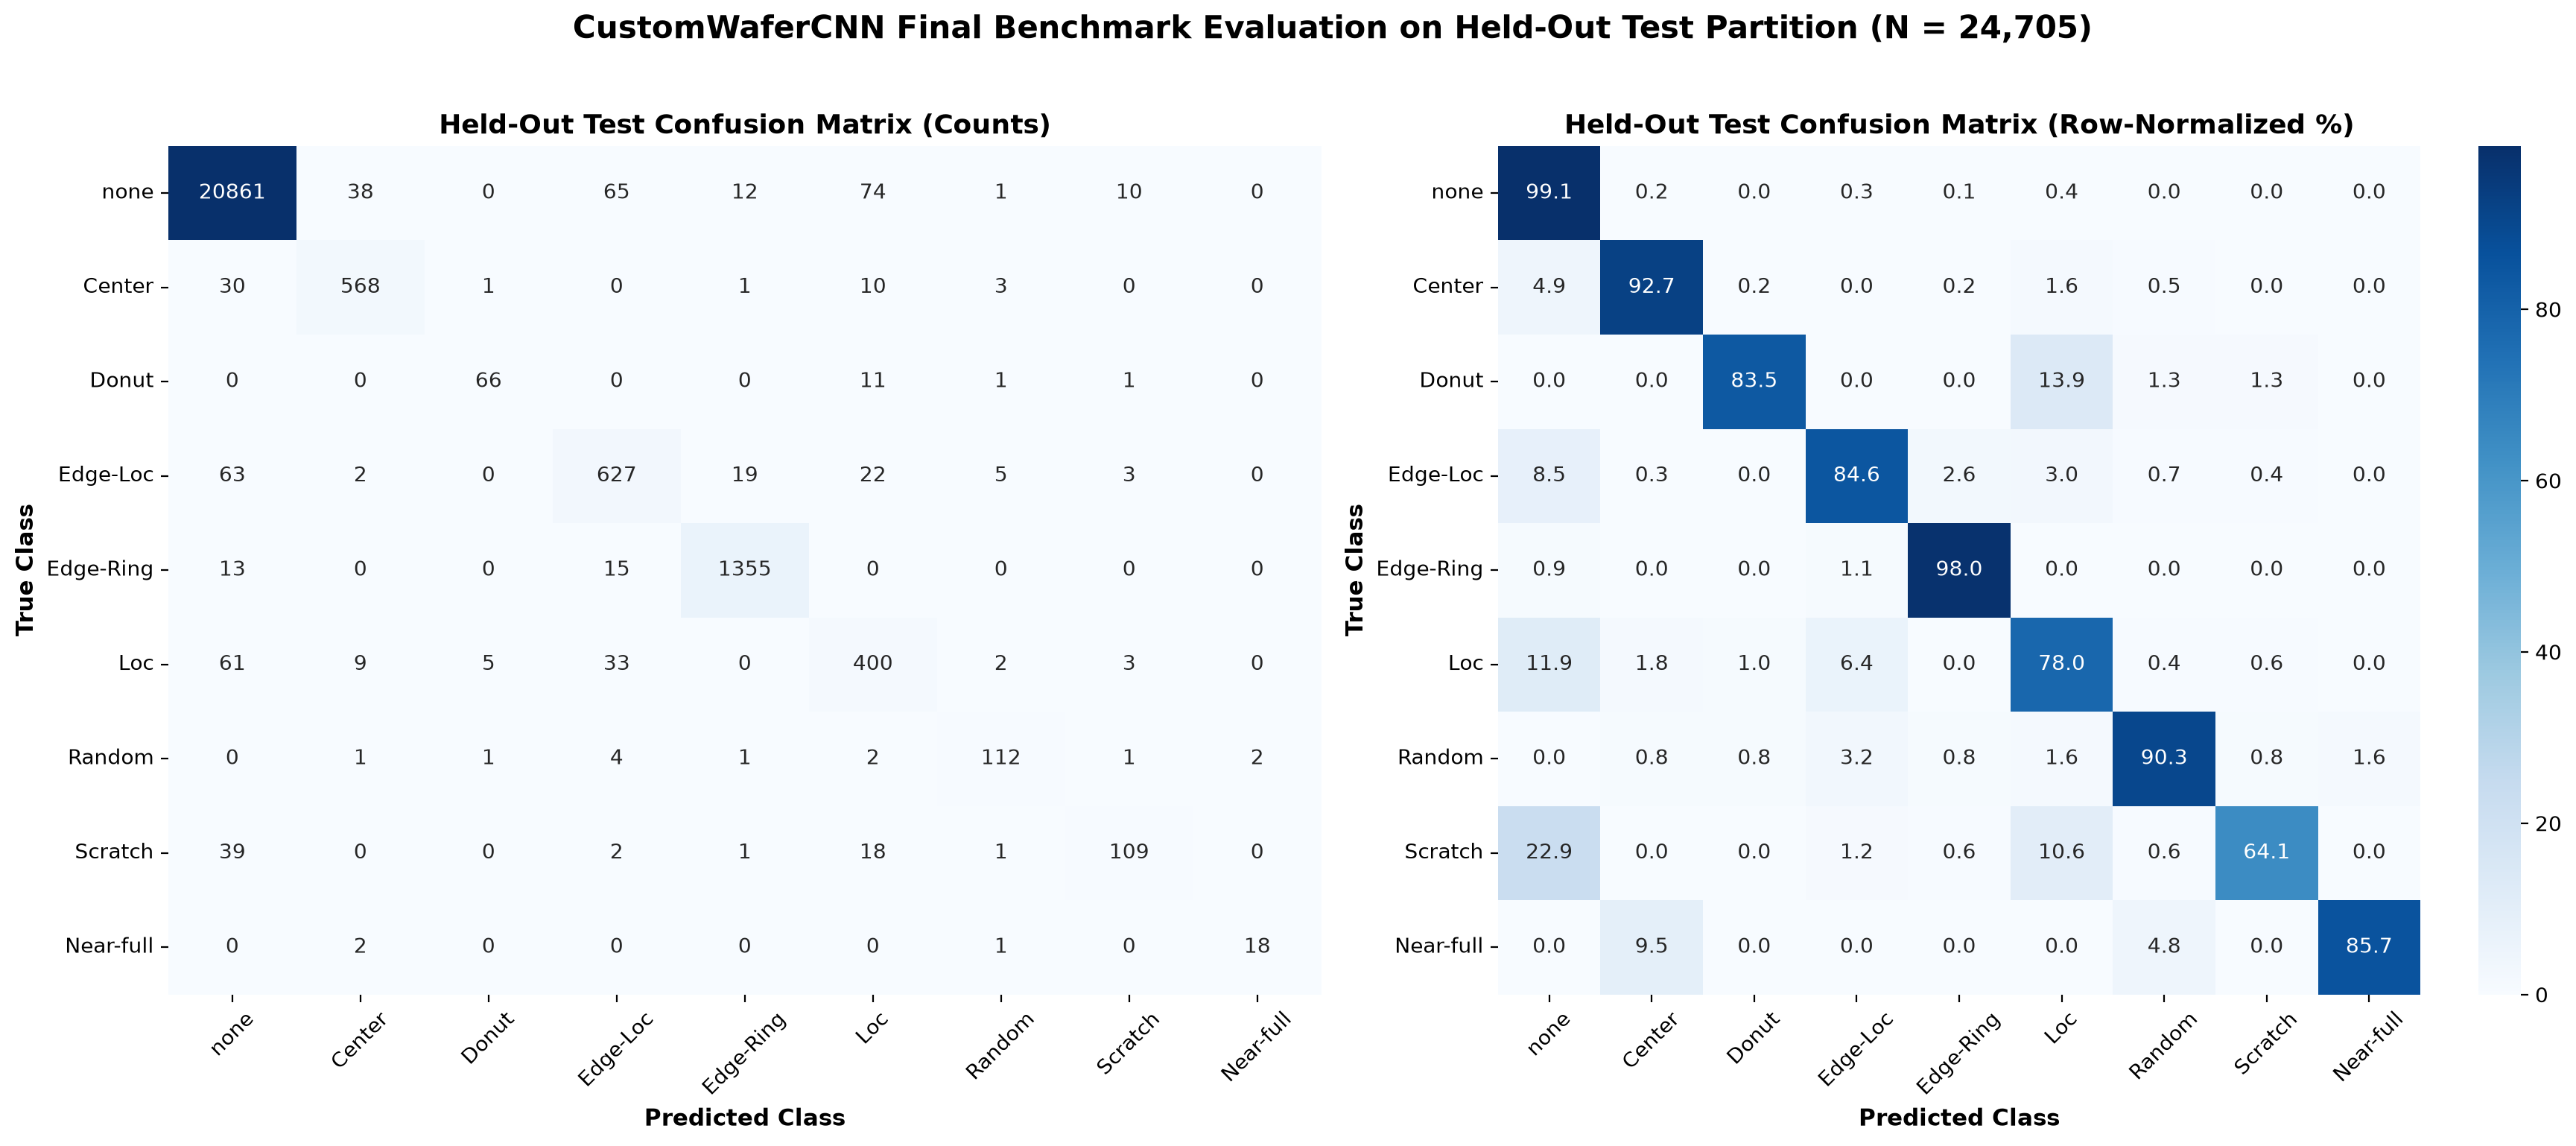 CustomWaferCNN Final Benchmark Evaluation on Held-Out Test Partition (N = 24,705)
Held-Out Test Confusion Matrix (Counts)
True Class
none 20861 38 0 65 12 74 1 10 0
Center 30 568 1 0 1 10 3 0 0
Donut 0 0 66 0 0 11 1 1 0
Edge-Loc 63 2 0 627 19 22 5 3 0
Edge-Ring 13 0 0 15 1355 0 0 0 0
Loc 61 9 5 33 0 400 2 3 0
Random 0 1 1 4 1 2 112 1 2
Scratch 39 0 0 2 1 18 1 109 0
Near-full 0 2 0 0 0 0 1 0 18
none Center Donut Edge-Loc Edge-Ring Loc Random Scratch Near-full
Predicted Class
Held-Out Test Confusion Matrix (Row-Normalized %)
True Class
none 99.1 0.2 0.0 0.3 0.1 0.4 0.0 0.0 0.0
Center 4.9 92.7 0.2 0.0 0.2 1.6 0.5 0.0 0.0
Donut 0.0 0.0 83.5 0.0 0.0 13.9 1.3 1.3 0.0
Edge-Loc 8.5 0.3 0.0 84.6 2.6 3.0 0.7 0.4 0.0
Edge-Ring 0.9 0.0 0.0 1.1 98.0 0.0 0.0 0.0 0.0
Loc 11.9 1.8 1.0 6.4 0.0 78.0 0.4 0.6 0.0
Random 0.0 0.8 0.8 3.2 0.8 1.6 90.3 0.8 1.6
Scratch 22.9 0.0 0.0 1.2 0.6 10.6 0.6 64.1 0.0
Near-full 0.0 9.5 0.0 0.0 0.0 0.0 4.8 0.0 85.7
none Center Donut Edge-Loc Edge-Ring Loc Random Scratch Near-full
Predicted Class
80
60
40
20
0